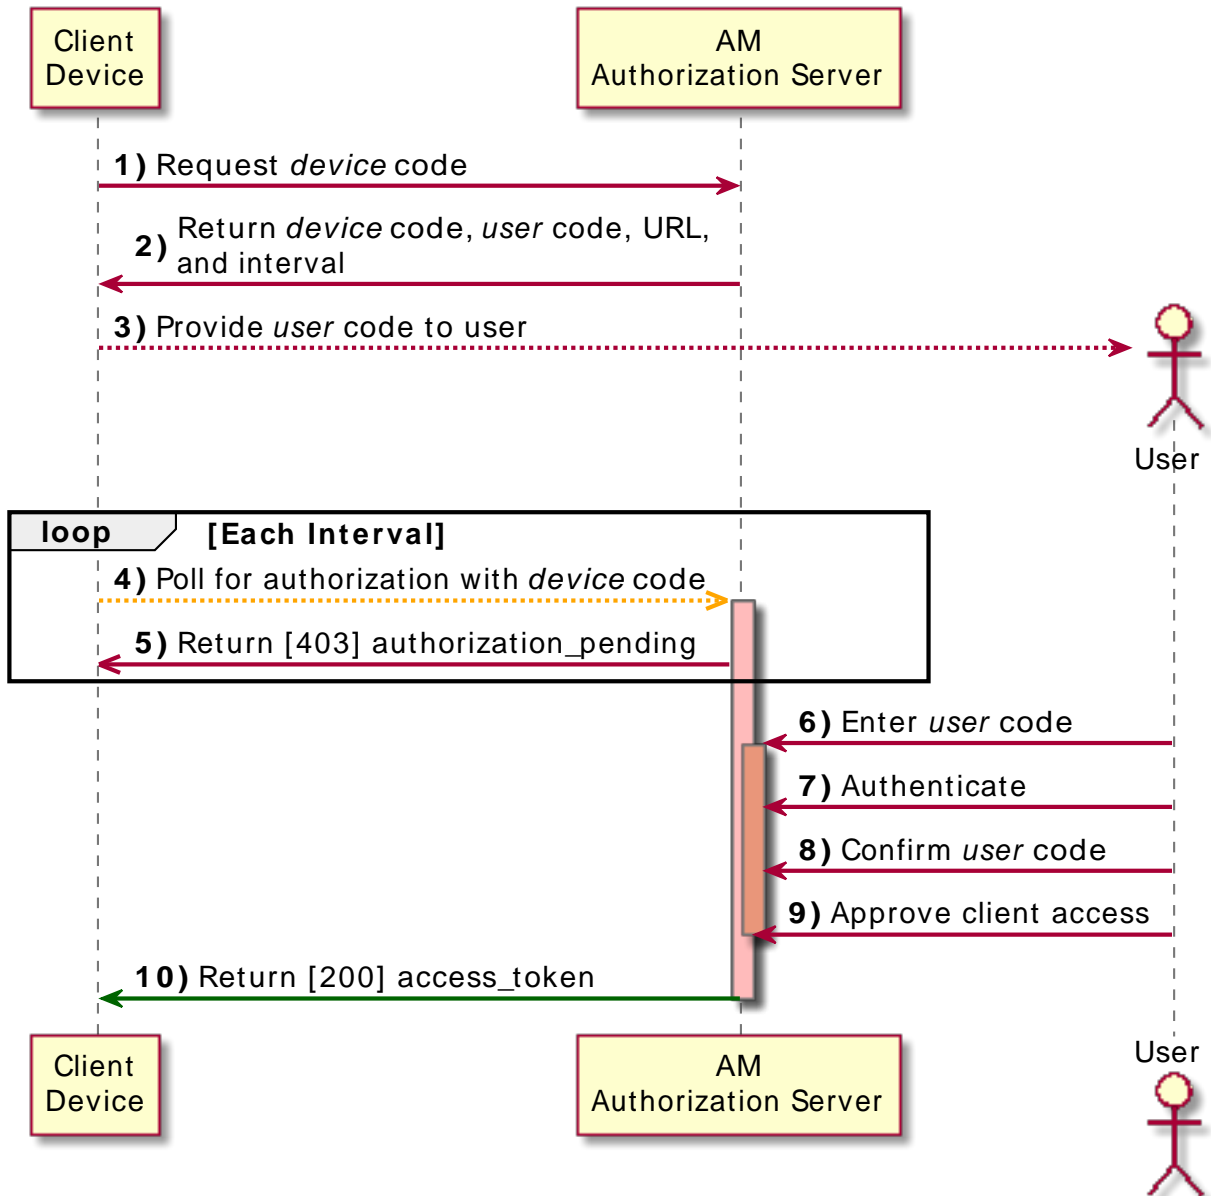 Client
Device
AM
Authorization Server
1) Request device code
2) Return device code, user code, URL,
and interval
3) Provide user code to user
User
loop [Each Interval]
4) Poll for authorization with device code
5) Return [403] authorization_pending
6) Enter user code
7) Authenticate
8) Confirm user code
9) Approve client access
10) Return [200] access_token
Client
Device
AM
Authorization Server
User